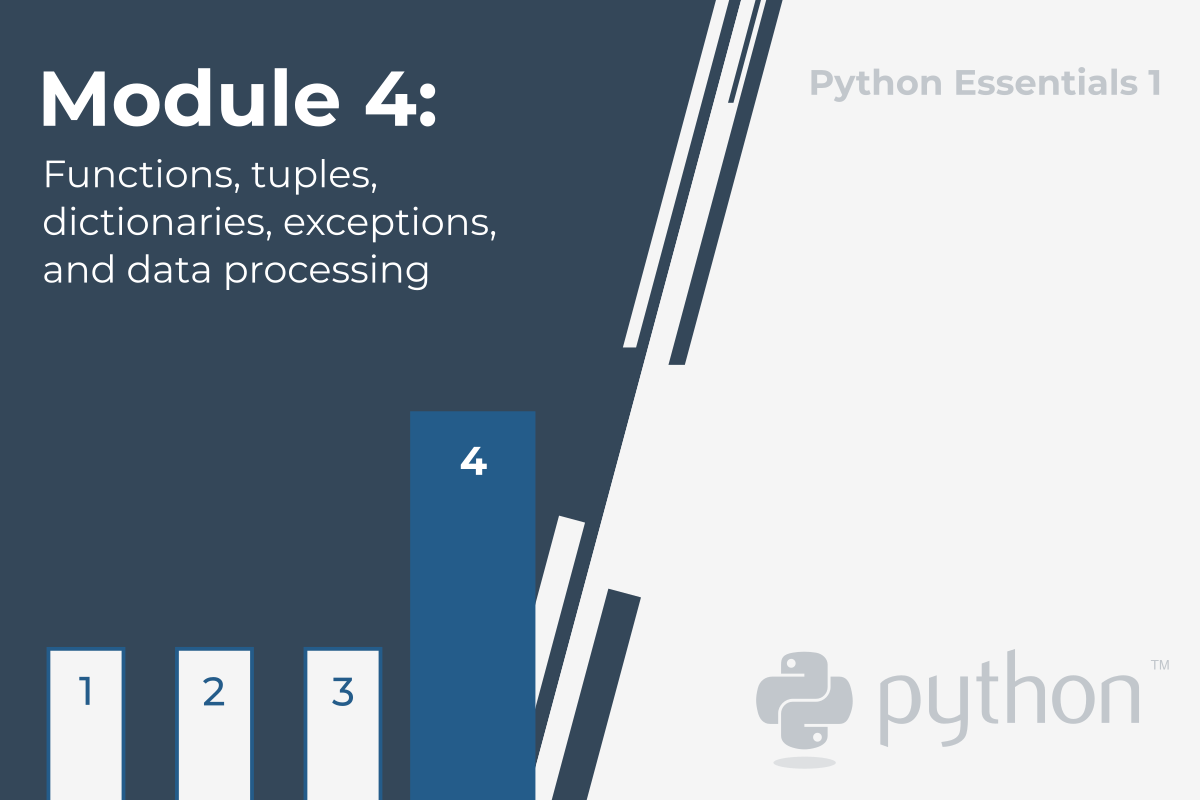 Module 4:
Functions, tuples,
dictionaries, exceptions,
and data processing
Python Essentials 1
4
1
2
3
python
TM